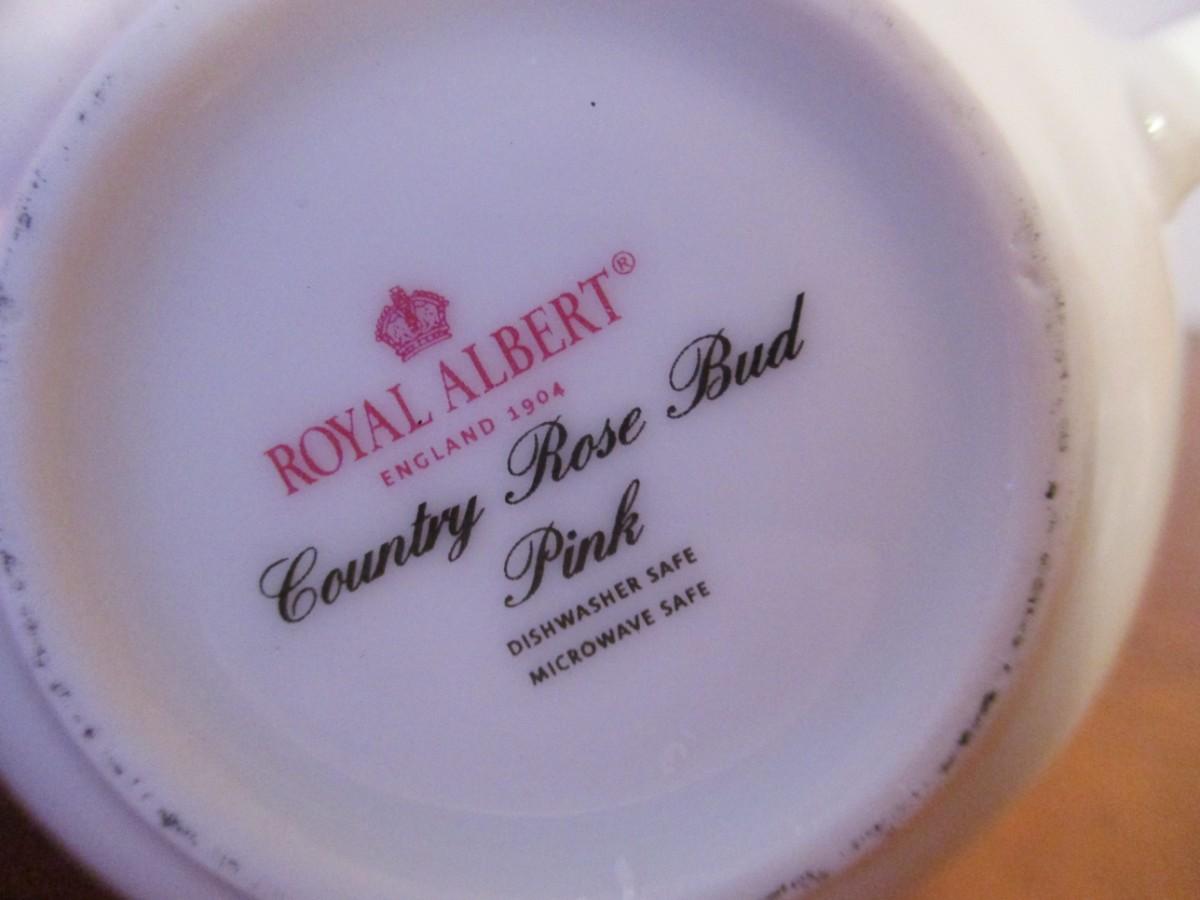 ROYAL ALBERT®
ENGLAND 1904
Country Rose Bud
Pink
DISHWASHER SAFE
MICROWAVE SAFE